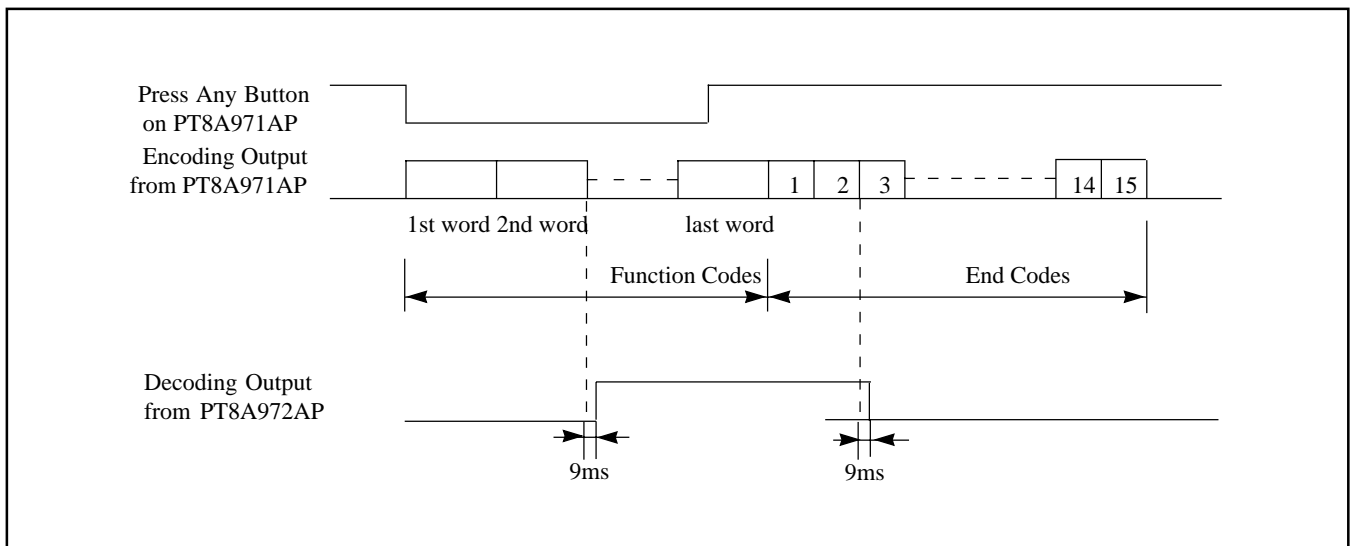 Press Any Button
on PT8A971AP
Encoding Output
from PT8A971AP
1 2 3 14 15
1st word 2nd word last word
Function Codes End Codes
Decoding Output
from PT8A972AP
9ms 9ms